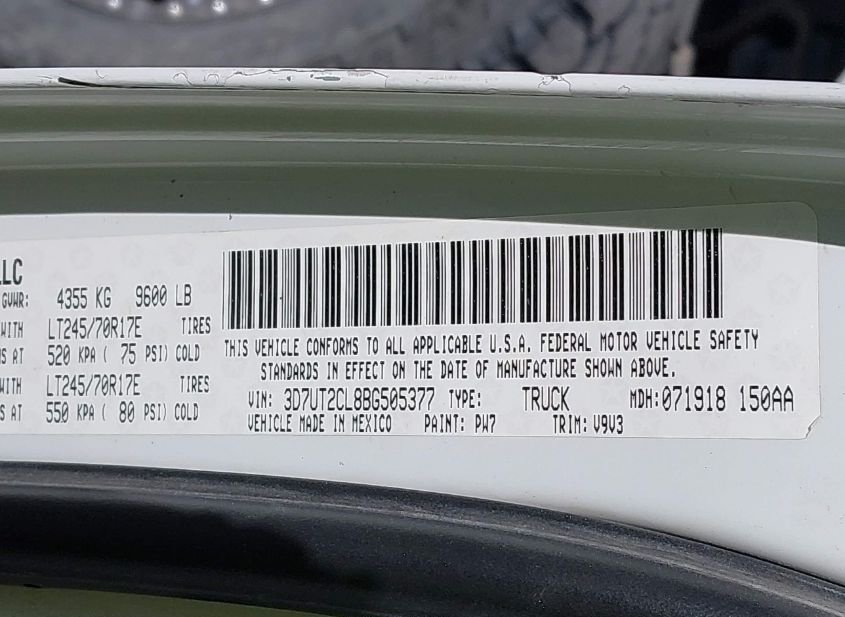 LLC
GVWR: 4355 KG 9600 LB
WITH LT245/70R17E TIRES
AT 520 KPA ( 75 PSI) COLD
WITH LT245/70R17E TIRES
AT 550 KPA ( 80 PSI) COLD
THIS VEHICLE CONFORMS TO ALL APPLICABLE U.S.A. FEDERAL MOTOR VEHICLE SAFETY
STANDARDS IN EFFECT ON THE DATE OF MANUFACTURE SHOWN ABOVE.
VIN: 3D7UT2CL8BG505377 TYPE: TRUCK MDH:071918 150AA
VEHICLE MADE IN MEXICO PAINT: PW7 TRIM: V9V3